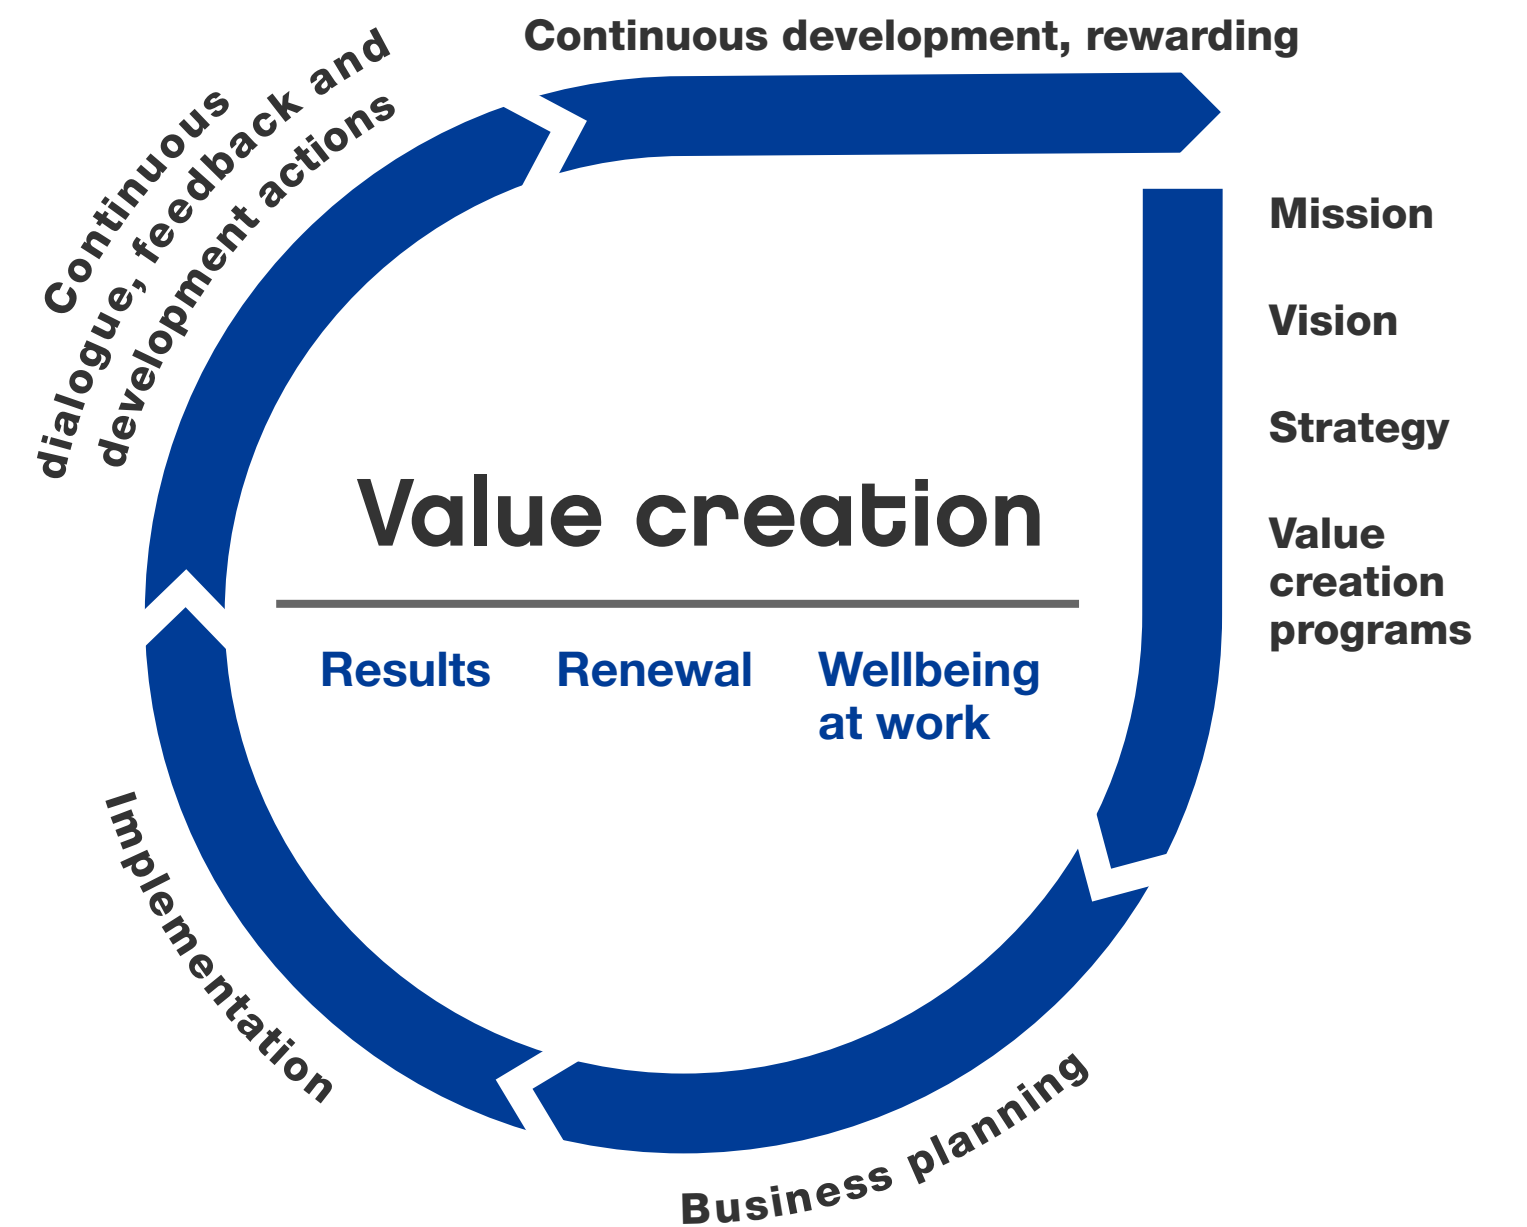 Continuous development, rewarding
Continuous
dialogue, feedback and
development actions
Mission
Vision
Strategy
Value
creation
programs
Value creation
Results Renewal Wellbeing
at work
Implementation
Business planning